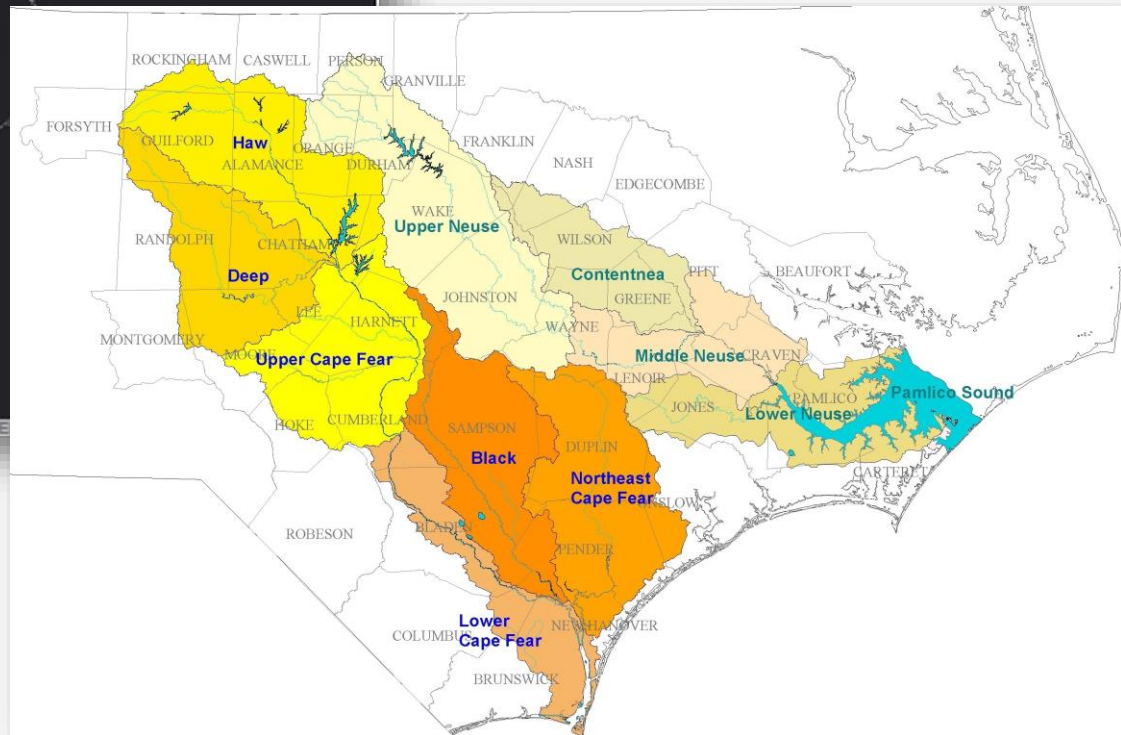 ROCKINGHAM
CASWELL
PERSON
GRANVILLE
FORSYTH
GUILFORD
Haw
ALAMANCE
ORANGE
DURHAM
FRANKLIN
NASH
EDGECOMBE
RANDOLPH
CHATHAM
WAKE
Upper Neuse
WILSON
Contentnea
PITT
BEAUFORT
Deep
LEE
HARNETT
JOHNSTON
GREENE
WAYNE
MONTGOMERY
MOORE
Upper Cape Fear
Middle Neuse
CRAVEN
LENOIR
PAMLICO
Pamlico Sound
HOKE
CUMBERLAND
SAMPSON
JONES
Lower Neuse
Black
DUPLIN
CARTERET
Northeast
Cape Fear
ONSLOW
ROBESON
BLADEN
PENDER
Lower
Cape Fear
COLUMBUS
NEW HANOVER
BRUNSWICK